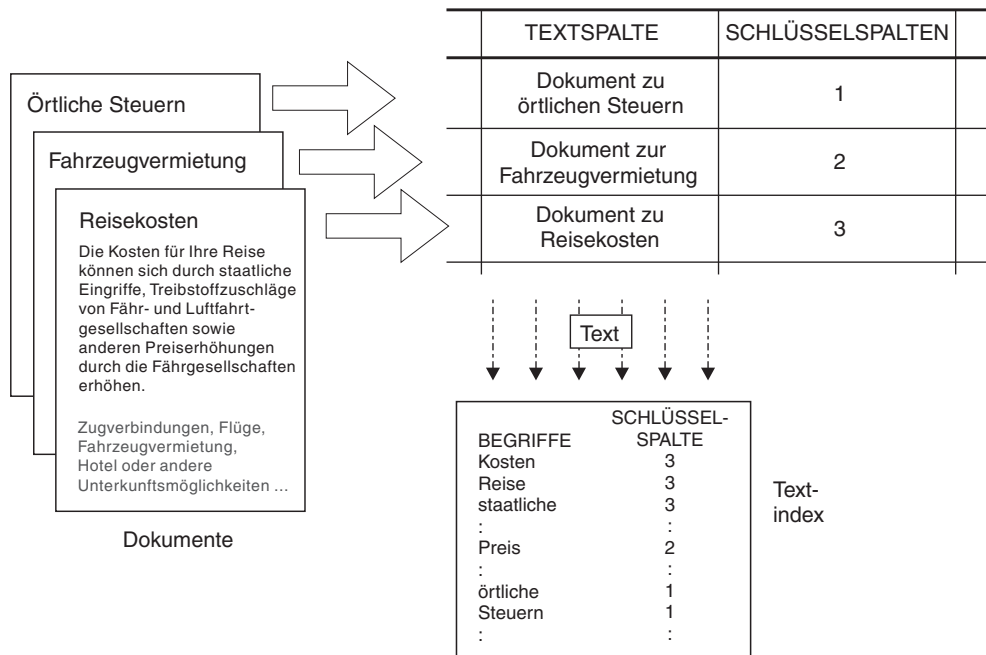 TEXTSPALTE SCHLÜSSELSPALTEN
Dokument zu
örtlichen Steuern
1
Dokument zur
Fahrzeugvermietung
2
Dokument zu
Reisekosten
3
Örtliche Steuern
Fahrzeugvermietung
Reisekosten
Die Kosten für Ihre Reise
können sich durch staatliche
Eingriffe, Treibstoffzuschläge
von Fähr- und Luftfahrt-
gesellschaften sowie
anderen Preiserhöhungen
durch die Fährgesellschaften
erhöhen.
Zugverbindungen, Flüge,
Fahrzeugvermietung,
Hotel oder andere
Unterkunftsmöglichkeiten ...
Dokumente
Text
SCHLÜSSEL-
BEGRIFFE SPALTE
Kosten 3
Reise 3
staatliche 3
: :
Preis 2
: :
örtliche 1
Steuern 1
: :
Text-
index